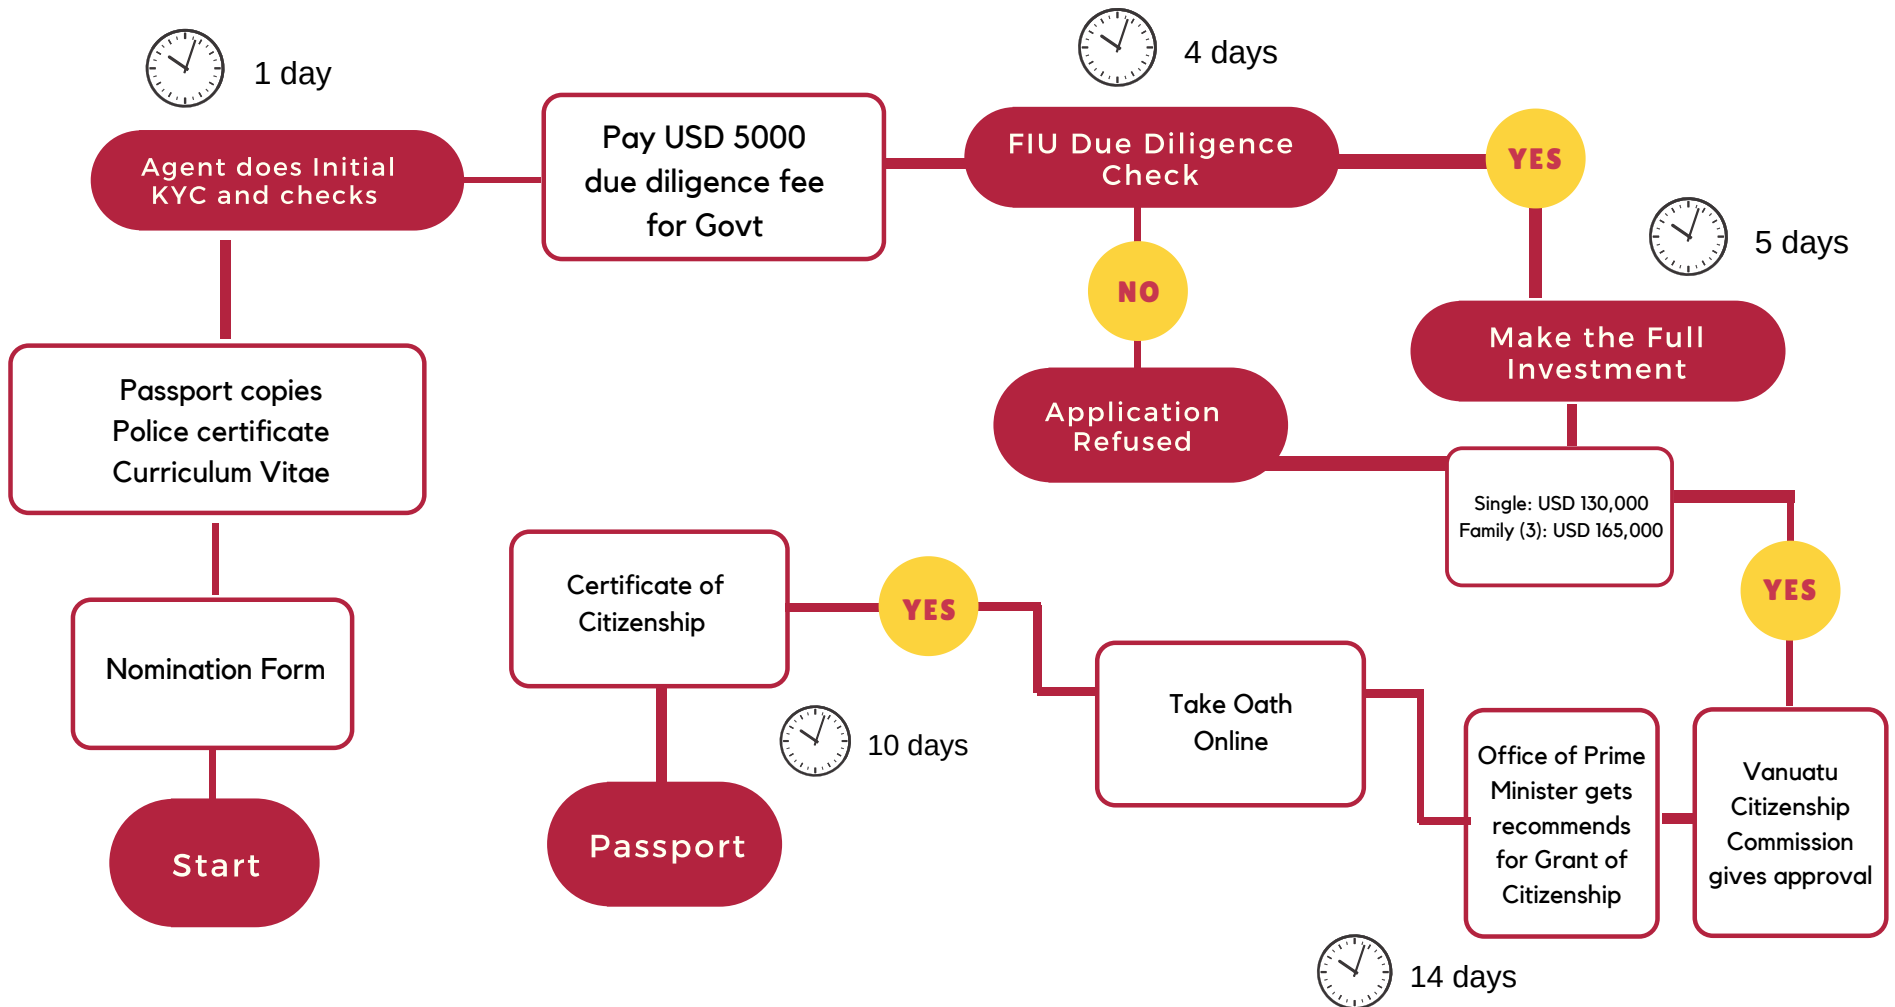 1 day
4 days
Agent does Initial
KYC and checks
Pay USD 5000
due diligence fee
for Govt
FIU Due Diligence
Check
YES
5 days
NO
Make the Full
Investment
Passport copies
Police certificate
Curriculum Vitae
Application
Refused
Single: USD 130,000
Family (3): USD 165,000
Certificate of
Citizenship
YES
YES
Nomination Form
Take Oath
Online
10 days
Office of Prime
Minister gets
recommends
for Grant of
Citizenship
Vanuatu
Citizenship
Commission
gives approval
Start
Passport
14 days